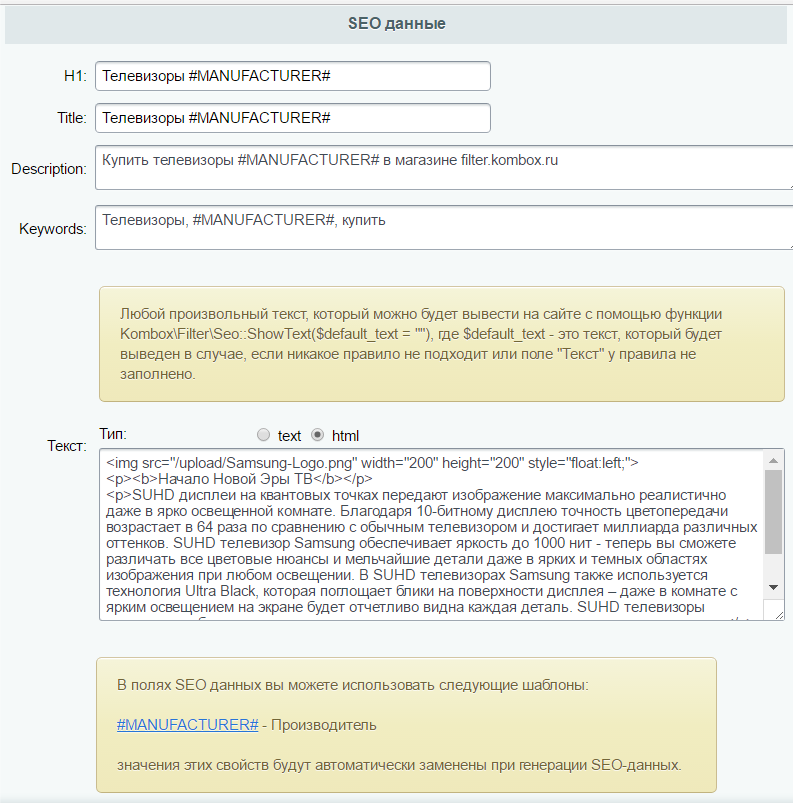 SEO данные
H1: Телевизоры #MANUFACTURER#
Title: Телевизоры #MANUFACTURER#
Description: Купить телевизоры #MANUFACTURER# в магазине filter.kombox.ru
Keywords: Телевизоры, #MANUFACTURER#, купить
Любой произвольный текст, который можно будет вывести на сайте с помощью функции
Kombox\Filter\Seo::ShowText($default_text = ""), где $default_text - это текст, который будет
выведен в случае, если никакое правило не подходит или поле "Текст" у правила не
заполнено.
Тип: text html
Текст:
<img src="/upload/Samsung-Logo.png" width="200" height="200" style="float:left;">
<p><b>Начало Новой Эры ТВ</b></p>
<p>SUHD дисплеи на квантовых точках передают изображение максимально реалистично
даже в ярко освещенной комнате. Благодаря 10-битному дисплею точность цветопередачи
возрастает в 64 раза по сравнению с обычным телевизором и достигает миллиарда различных
оттенков. SUHD телевизор Samsung обеспечивает яркость до 1000 нит - теперь вы сможете
различать все цветовые нюансы и мельчайшие детали даже в ярких и темных областях
изображения при любом освещении. В SUHD телевизорах Samsung также используется
технология Ultra Black, которая поглощает блики на поверхности дисплея – даже в комнате с
ярким освещением на экране будет отчетливо видна каждая деталь. SUHD телевизоры
В полях SEO данных вы можете использовать следующие шаблоны:
#MANUFACTURER# - Производитель
значения этих свойств будут автоматически заменены при генерации SEO-данных.